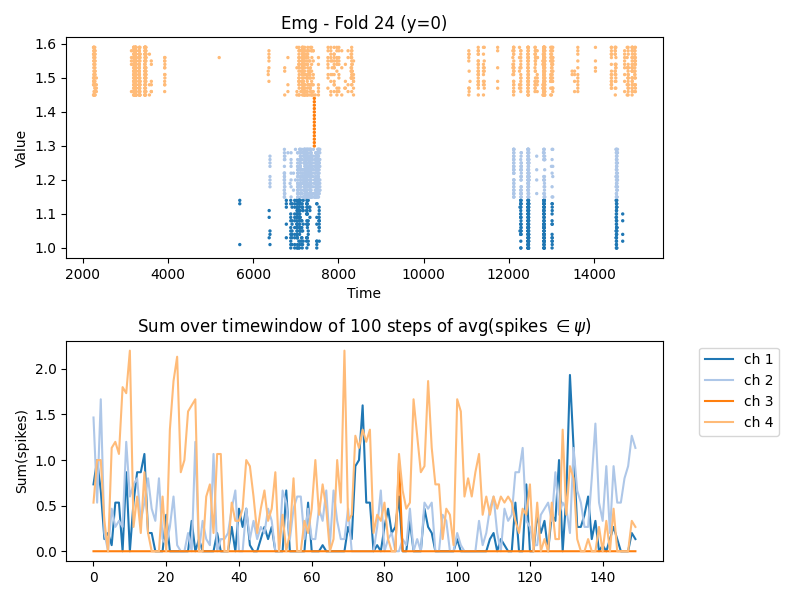 Emg - Fold 24 (y=0)
Value
1.6
1.5
1.4
1.3
1.2
1.1
1.0
2000 4000 6000 8000 10000 12000 14000
Time
Sum over timewindow of 100 steps of avg(spikes ∈ ψ)
Sum(spikes)
2.0
1.5
1.0
0.5
0.0
0 20 40 60 80 100 120 140
ch 1
ch 2
ch 3
ch 4